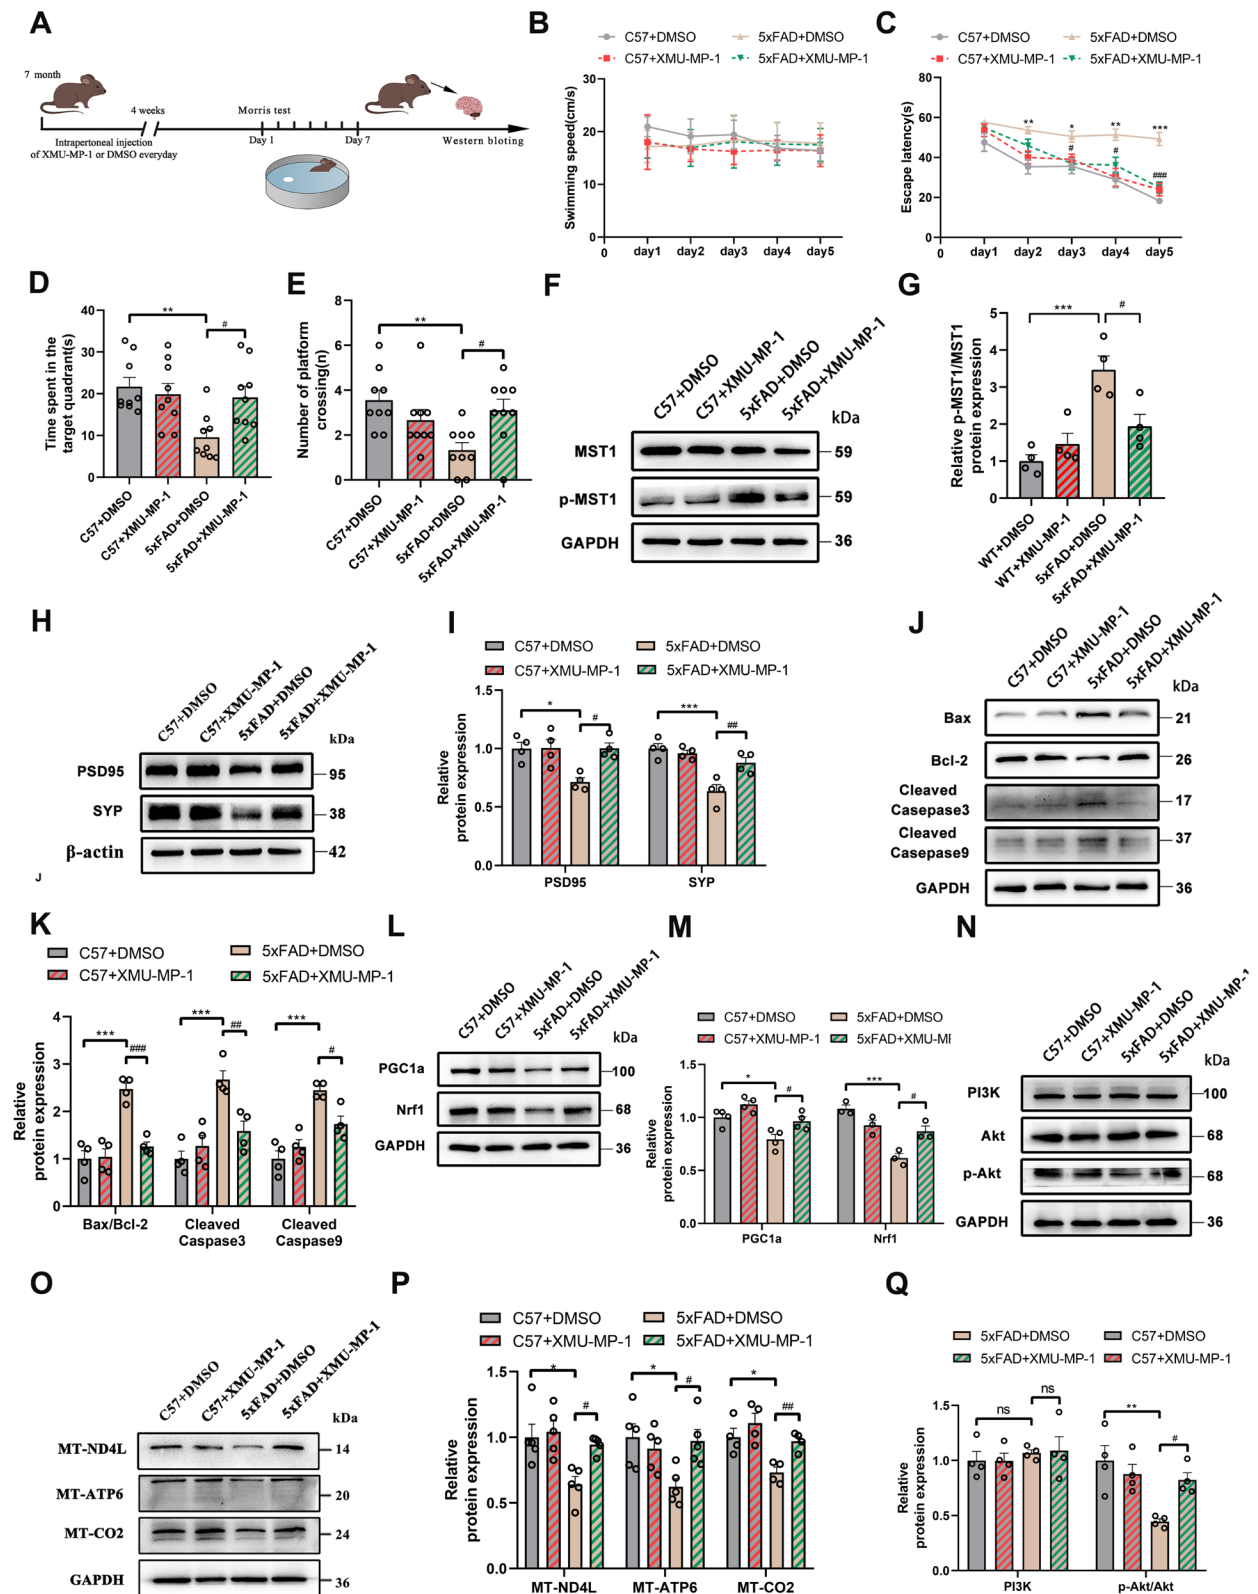 A
7 month
4 weeks
Morris test
Intrapertoneal injection
of XMU-MP-1 or DMSO everyday
Day 1
Day 7
Western bloting
B
C57+DMSO
5xFAD+DMSO
C57+XMU-MP-1
5xFAD+XMU-MP-1
Swimming speed(cm/s)
30
20
10
0
0
day1
day2
day3
day4
day5
C
C57+DMSO
5xFAD+DMSO
C57+XMU-MP-1
5xFAD+XMU-MP-1
Escape latency(s)
80
60
40
20
0
**
*
**
***
#
#
###
0
day1
day2
day3
day4
day5
D
Time spent in the
target quadrant(s)
40
30
20
10
0
**
#
C57+DMSO
C57+XMU-MP-1
5xFAD+DMSO
5xFAD+XMU-MP-1
E
Number of platform
crossing(n)
8
6
4
2
0
**
#
C57+DMSO
C57+XMU-MP-1
5xFAD+DMSO
5xFAD+XMU-MP-1
F
C57+DMSO
C57+XMU-MP-1
5xFAD+DMSO
5xFAD+XMU-MP-1
kDa
MST1
59
p-MST1
59
GAPDH
36
G
Relative p-MST1/MST1
protein expression
5
4
3
2
1
0
***
#
WT+DMSO
WT+XMU-MP-1
5xFAD+DMSO
5xFAD+XMU-MP-1
H
C57+DMSO
C57+XMU-MP-1
5xFAD+DMSO
5xFAD+XMU-MP-1
kDa
PSD95
95
SYP
38
β-actin
42
J
I
C57+DMSO
5xFAD+DMSO
C57+XMU-MP-1
5xFAD+XMU-MP-1
Relative
protein expression
1.5
1.0
0.5
0.0
*
#
***
##
PSD95
SYP
J
C57+DMSO
C57+XMU-MP-1
5xFAD+DMSO
5xFAD+XMU-MP-1
kDa
Bax
21
Bcl-2
26
Cleaved
Casepase3
17
Cleaved
Casepase9
37
GAPDH
36
K
C57+DMSO
5xFAD+DMSO
C57+XMU-MP-1
5xFAD+XMU-MP-1
Relative
protein expression
4
3
2
1
0
***
###
***
##
***
#
Bax/Bcl-2
Cleaved
Caspase3
Cleaved
Caspase9
L
C57+DMSO
C57+XMU-MP-1
5xFAD+DMSO
5xFAD+XMU-MP-1
kDa
PGC1a
100
Nrf1
68
GAPDH
36
M
C57+DMSO
5xFAD+DMSO
C57+XMU-MP-1
5xFAD+XMU-MI
Relative
protein expression
1.5
1.0
0.5
0.0
*
#
***
#
PGC1a
Nrf1
N
C57+DMSO
C57+XMU-MP-1
5xFAD+DMSO
5xFAD+XMU-MP-1
kDa
PI3K
100
Akt
68
p-Akt
68
GAPDH
36
O
C57+DMSO
C57+XMU-MP-1
5xFAD+DMSO
5xFAD+XMU-MP-1
kDa
MT-ND4L
14
MT-ATP6
20
MT-CO2
24
GAPDH
36
P
C57+DMSO
5xFAD+DMSO
C57+XMU-MP-1
5xFAD+XMU-MP-1
Relative
protein expression
1.5
1.0
0.5
0.0
*
#
*
#
*
##
MT-ND4L
MT-ATP6
MT-CO2
Q
5xFAD+DMSO
C57+DMSO
5xFAD+XMU-MP-1
C57+XMU-MP-1
Relative
protein expression
1.5
1.0
0.5
0.0
ns
ns
**
#
PI3K
p-Akt/Akt